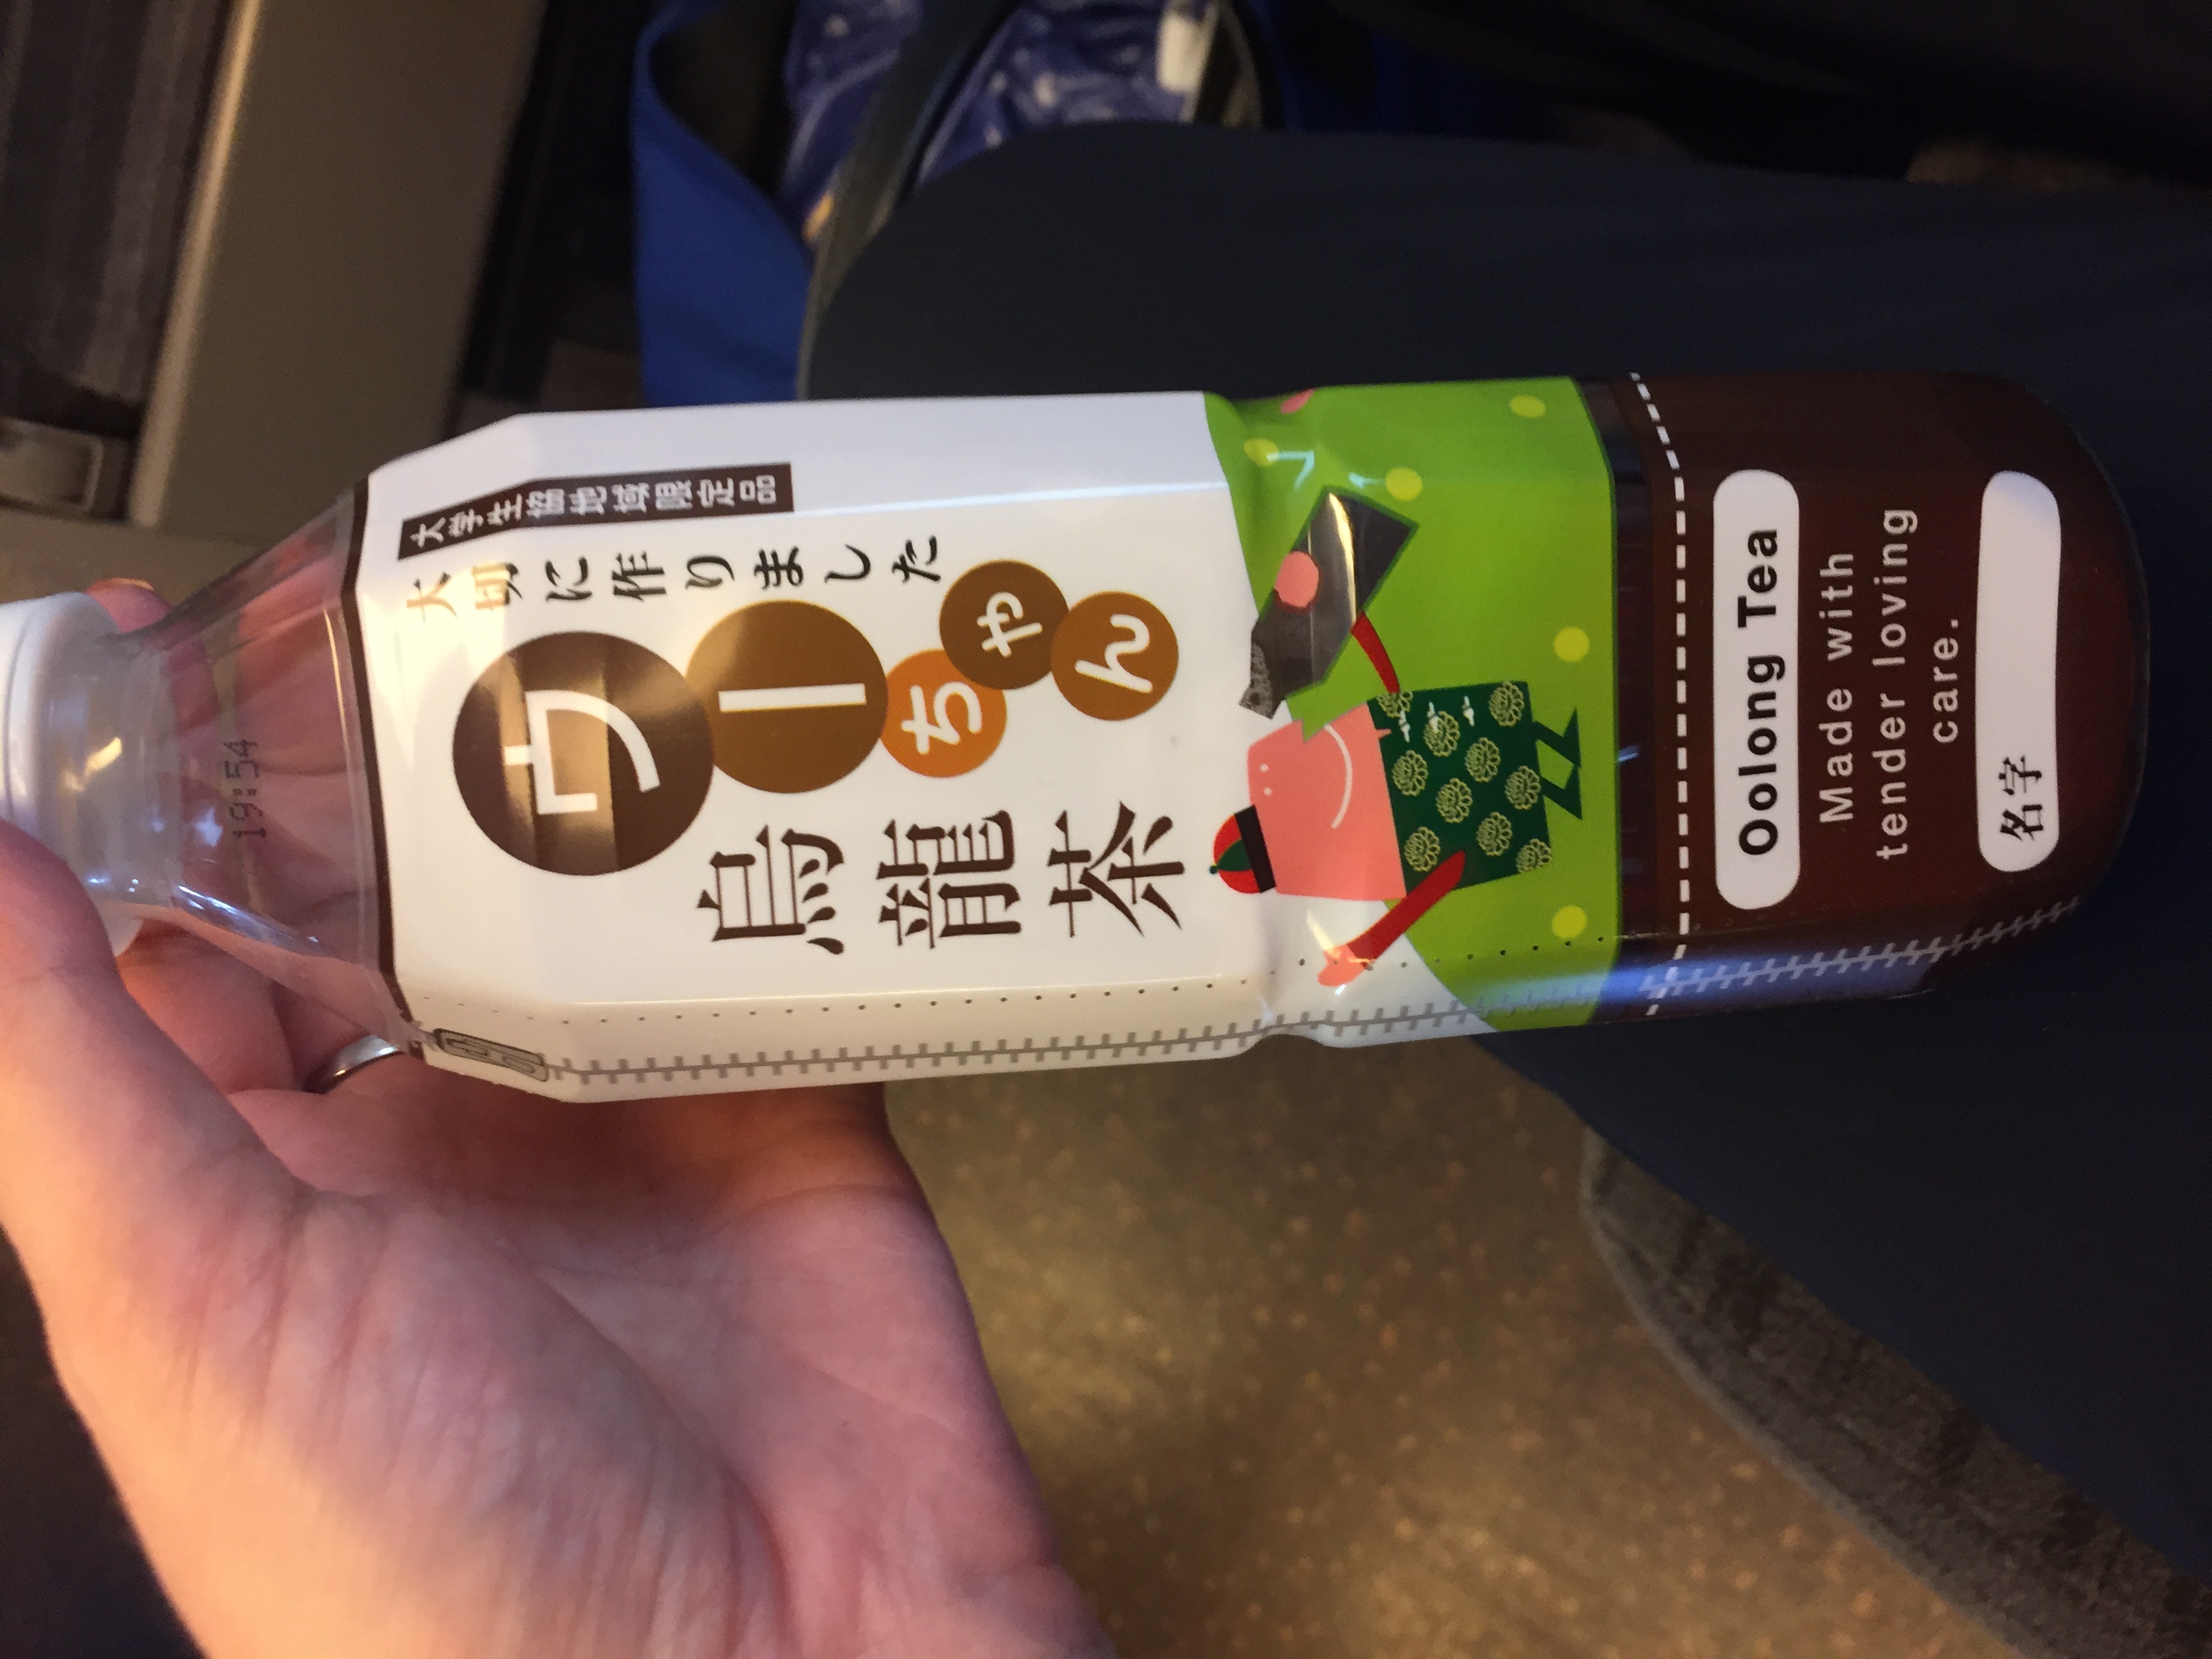 19:54
大学生協地域限定品
大切に作りました
ウーちゃん
烏龍茶
Oolong Tea
Made with
tender loving
care.
名字